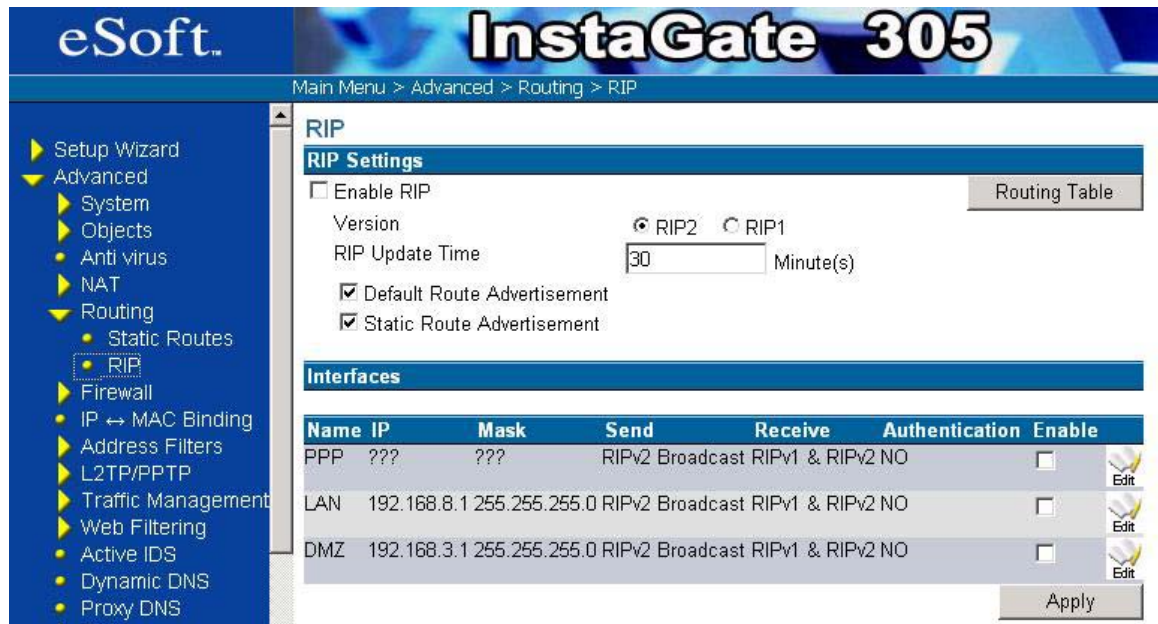 eSoft™
InstaGate 305
Main Menu > Advanced > Routing > RIP
Setup Wizard
Advanced
System
Objects
Anti virus
NAT
Routing
Static Routes
RIP
Firewall
IP ↔ MAC Binding
Address Filters
L2TP/PPTP
Traffic Management
Web Filtering
Active IDS
Dynamic DNS
Proxy DNS
RIP
RIP Settings
Enable RIP
Routing Table
Version RIP2 RIP1
RIP Update Time 30 Minute(s)
Default Route Advertisement
Static Route Advertisement
Interfaces
Name IP Mask Send Receive Authentication Enable
PPP ??? ??? RIPv2 Broadcast RIPv1 & RIPv2 NO Edit
LAN 192.168.8.1 255.255.255.0 RIPv2 Broadcast RIPv1 & RIPv2 NO Edit
DMZ 192.168.3.1 255.255.255.0 RIPv2 Broadcast RIPv1 & RIPv2 NO Edit
Apply